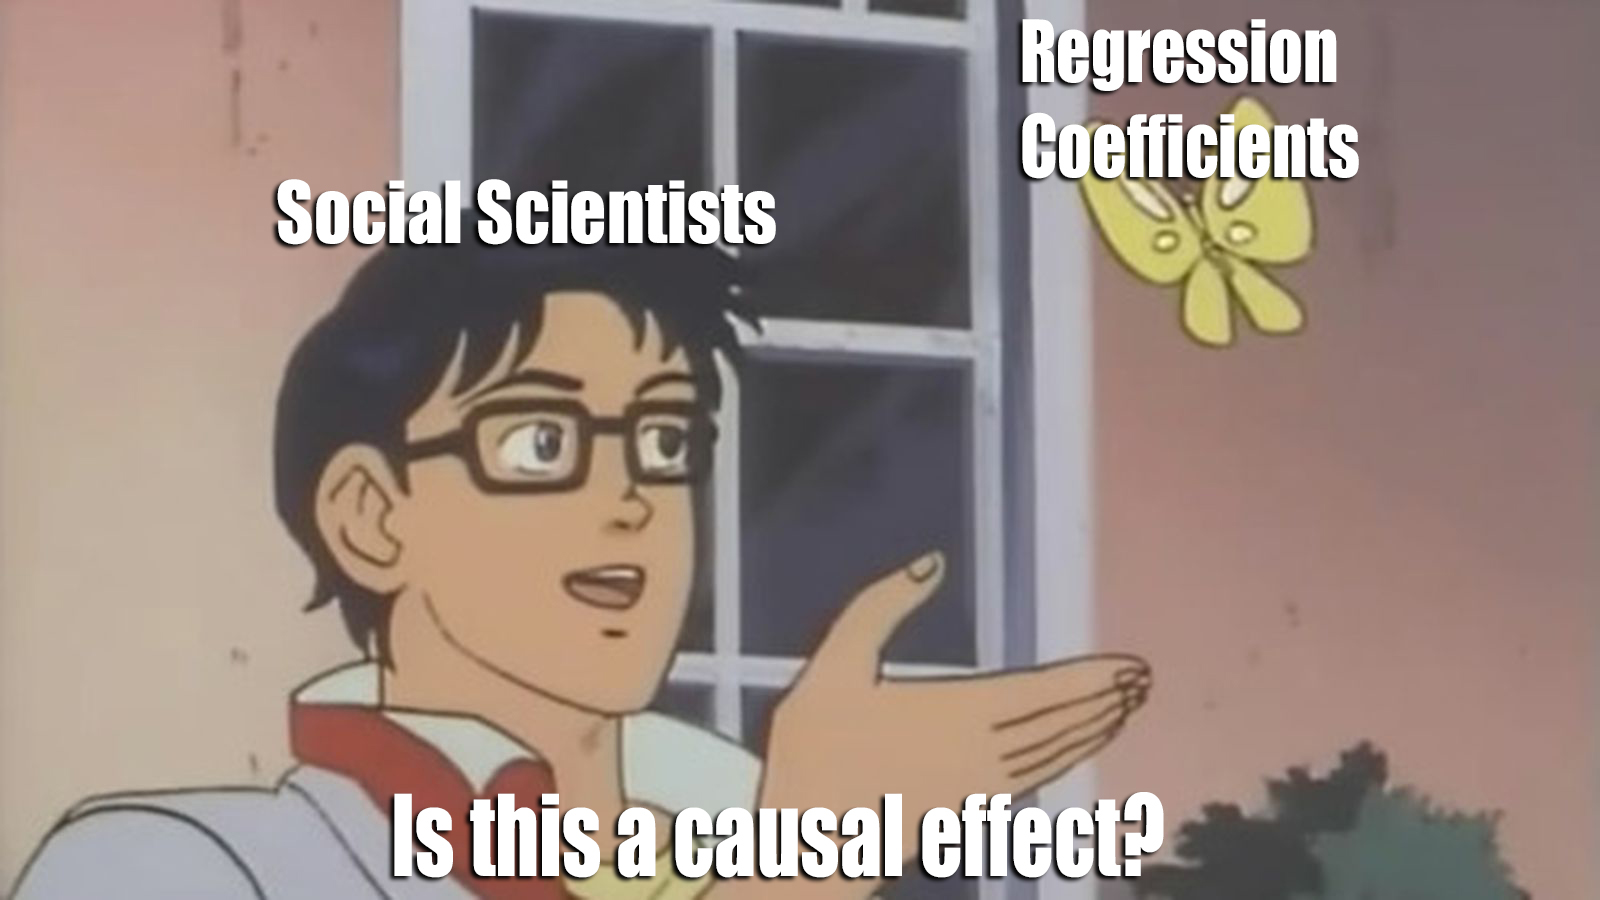 Regression
Coefficients
Social Scientists
Is this a causal effect?